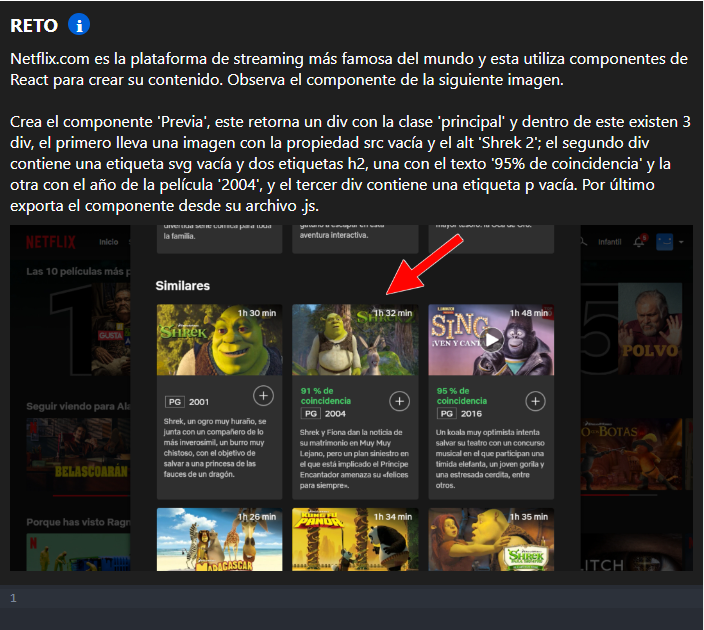 RETO i
Netflix.com es la plataforma de streaming más famosa del mundo y esta utiliza componentes de
React para crear su contenido. Observa el componente de la siguiente imagen.
Crea el componente 'Previa', este retorna un div con la clase 'principal' y dentro de este existen 3
div, el primero lleva una imagen con la propiedad src vacía y el alt 'Shrek 2'; el segundo div
contiene una etiqueta svg vacía y dos etiquetas h2, una con el texto '95% de coincidencia' y la
otra con el año de la película '2004', y el tercer div contiene una etiqueta p vacía. Por último
exporta el componente desde su archivo .js.
NETFLIX Inicio
Infantil
la familia.
aventura interactiva.
Las 10 películas más p
Similares
1h 30 min
1h 32 min
1h 48 min
SHREK
SING
¡VEN Y CANT
POLVO
PG 2001
91 % de
coincidencia
PG 2004
95 % de
coincidencia
PG 2016
Seguir viendo para Ala
BELASCOARÁN
Shrek, un ogro muy huraño, se
junta con un compañero de lo
más inverosímil, un burro muy
chistoso, con el objetivo de
salvar a una princesa de las
fauces de un dragón.
Shrek y Fiona dan la noticia de
su matrimonio en Muy Muy
Lejano, pero un plan siniestro en
el que está implicado el Príncipe
Encantador amenaza su «felices
para siempre».
Un koala muy optimista intenta
salvar su teatro con un concurso
musical en el que participan una
tímida elefanta, un joven gorila y
una estresada cerdita, entre
otros.
BOTAS
Porque has visto Ragn
1h 26 min
1h 34 min
1h 35 min
MADAGASCAR
KUNG FU
PANDA
SHREK
LITCH
1